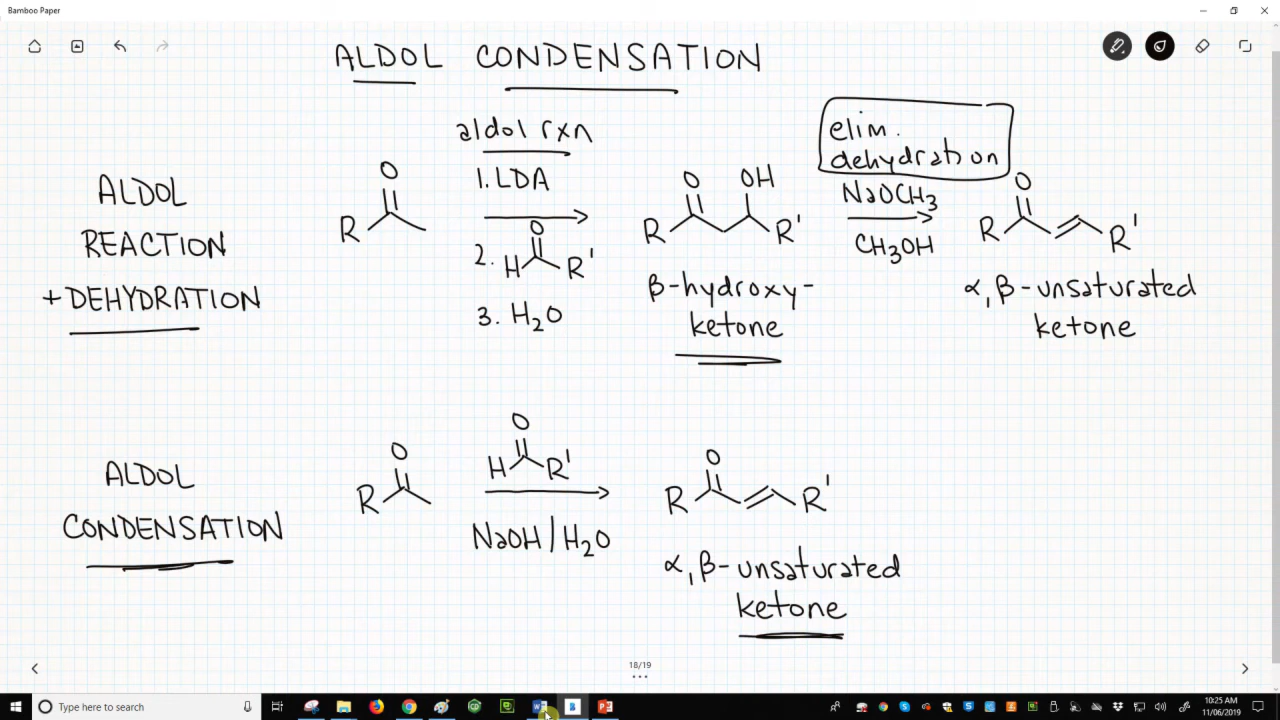 Bamboo Paper
ALDOL CONDENSATION
aldol rxn
elim.
dehydration
ALDOL
REACTION
+ DEHYDRATION
O
R
1. LDA
2. H O R'
3. H2O
O OH
R R'
β-hydroxy-
ketone
NaOCH3
CH3OH
O
R R'
α, β-unsaturated
ketone
ALDOL
CONDENSATION
O
R
O
H R'
NaOH/H2O
O
R R'
α, β-unsaturated
ketone
18/19
Type here to search
10:25 AM
11/06/2019